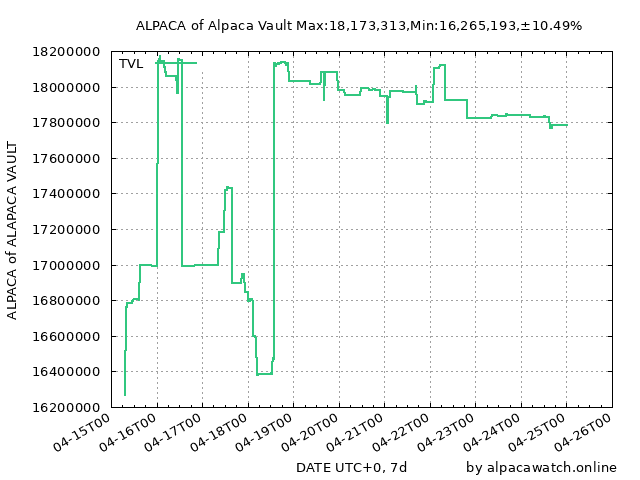 ALPACA of Alpaca Vault Max:18,173,313,Min:16,265,193,±10.49%
TVL
ALPACA of ALAPACA VAULT
18200000
18000000
17800000
17600000
17400000
17200000
17000000
16800000
16600000
16400000
16200000
04-15T00
04-16T00
04-17T00
04-18T00
04-19T00
04-20T00
04-21T00
04-22T00
04-23T00
04-24T00
04-25T00
04-26T00
DATE UTC+0, 7d
by alpacawatch.online